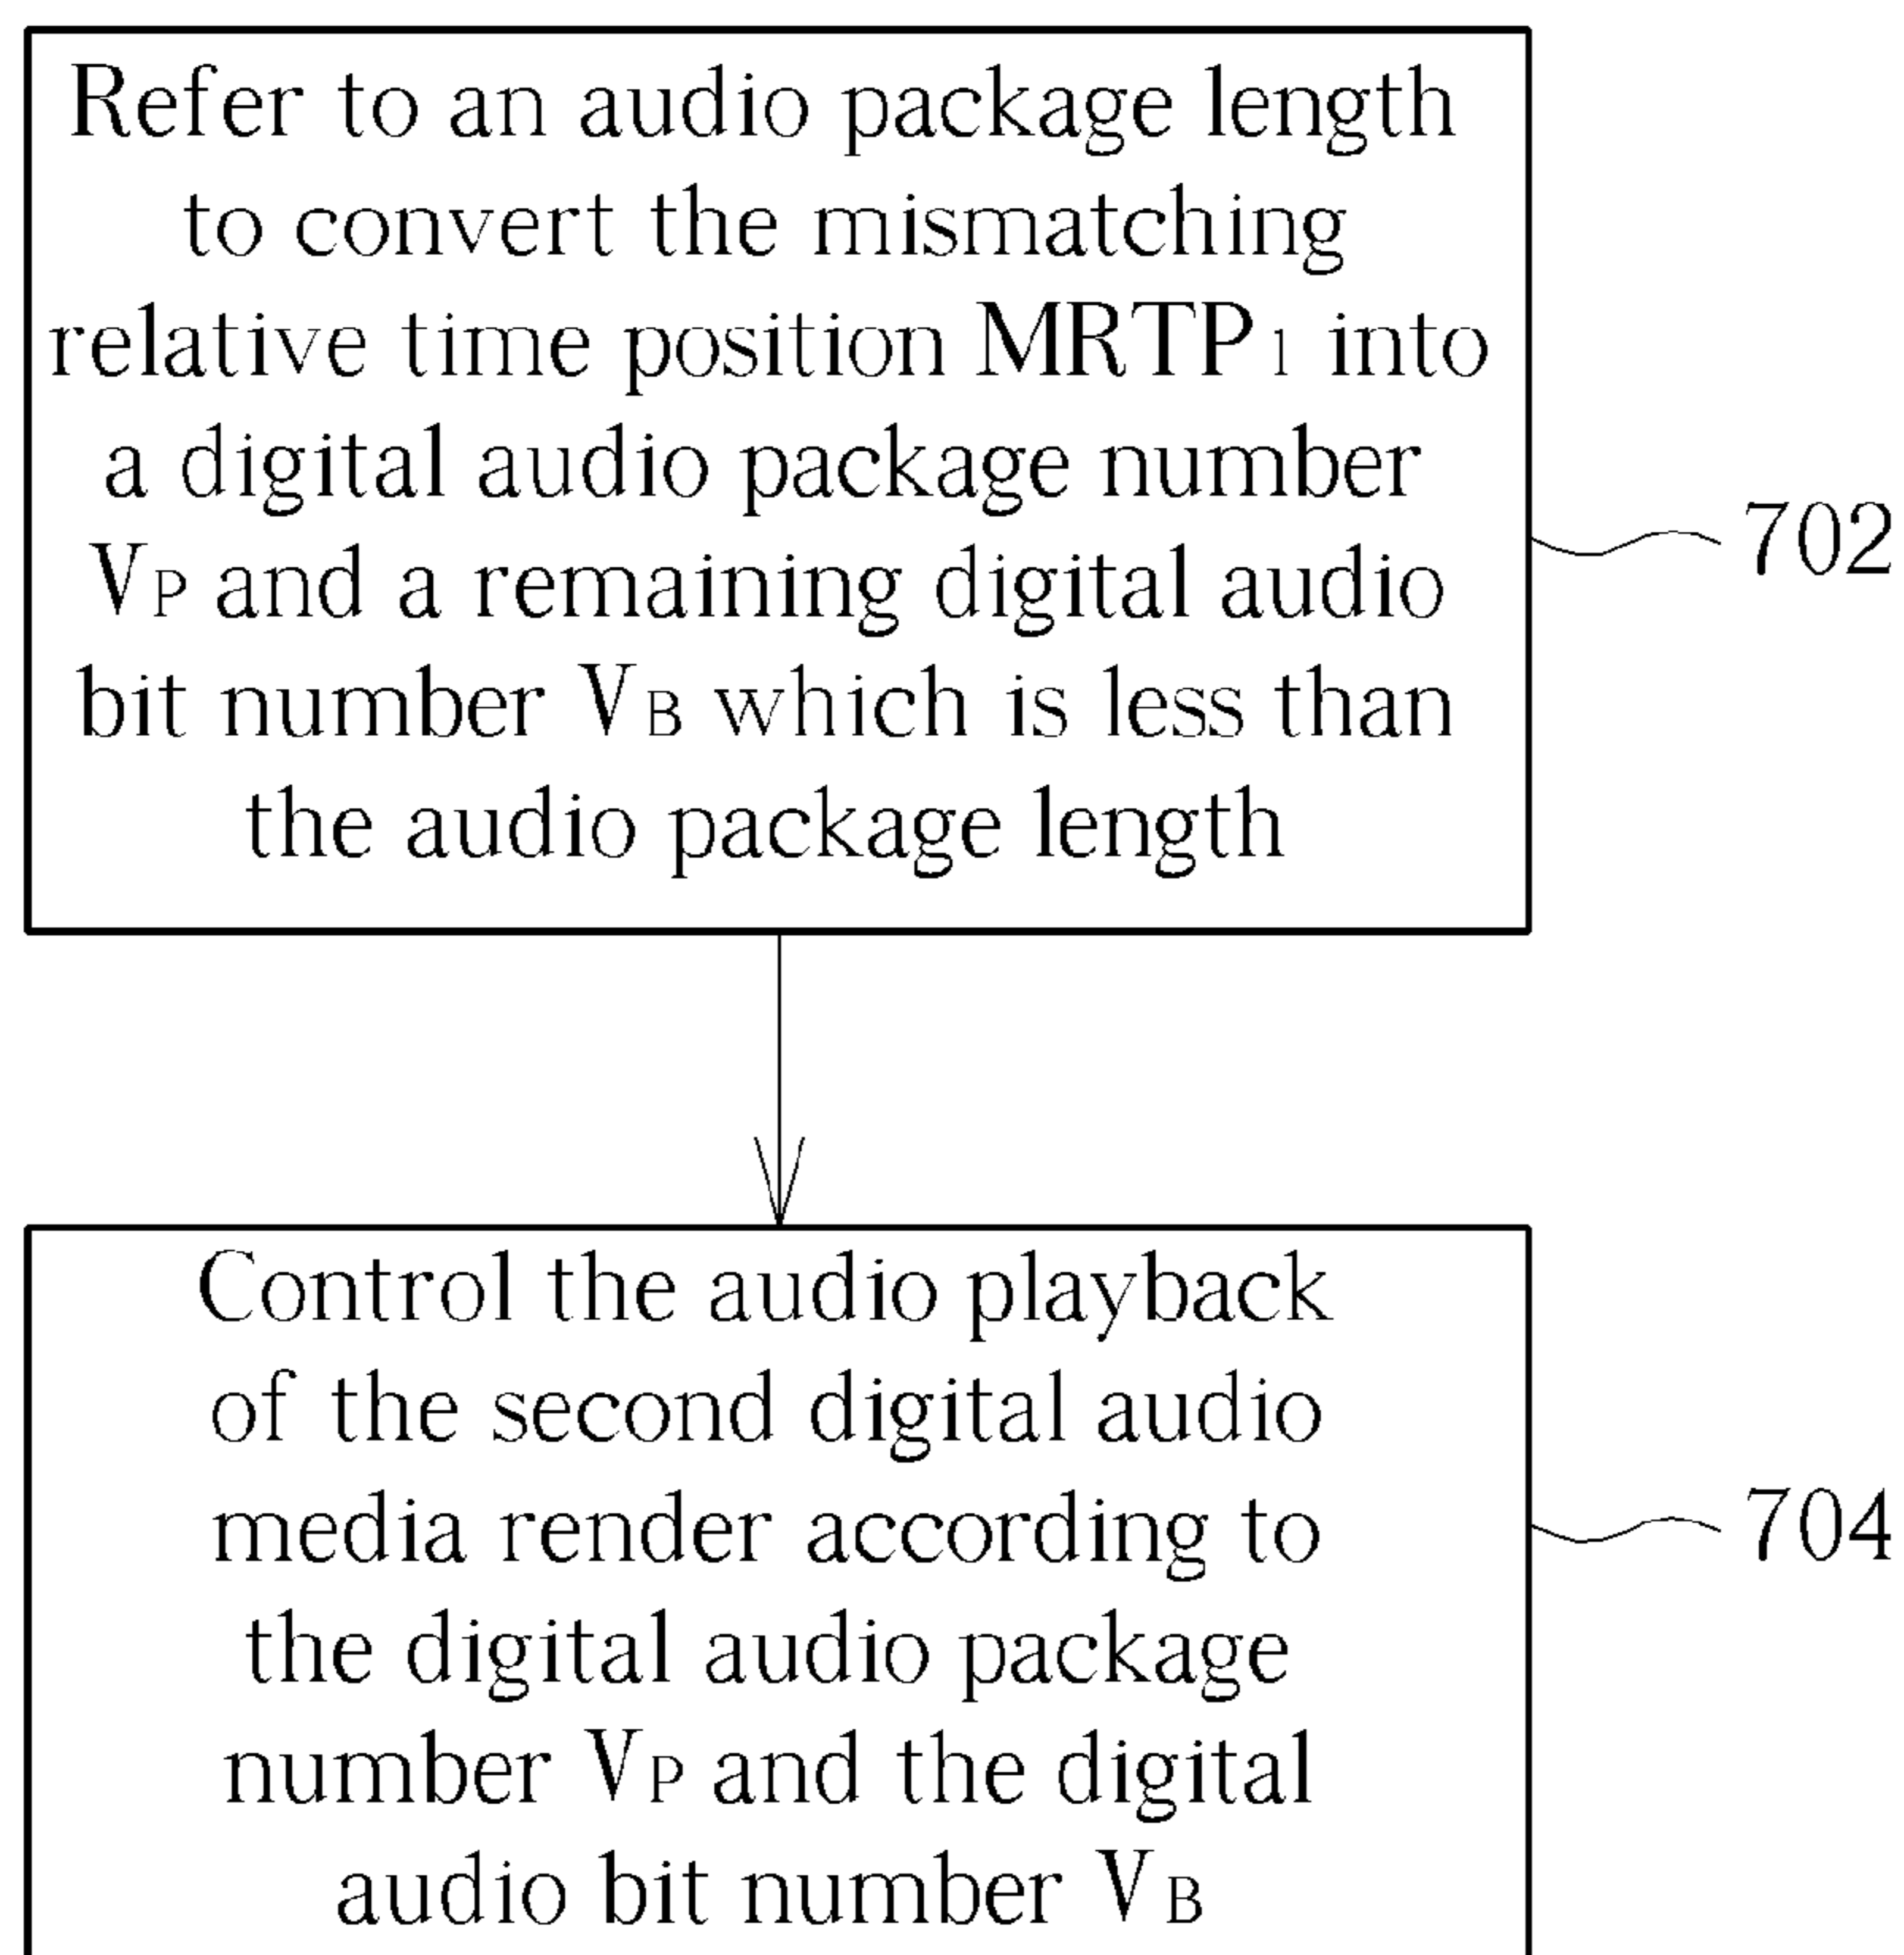 Refer to an audio package length
to convert the mismatching
relative time position MRTP₁ into
a digital audio package number
VP and a remaining digital audio
bit number VB which is less than
the audio package length
702
Control the audio playback
of the second digital audio
media render according to
the digital audio package
number VP and the digital
audio bit number VB
704